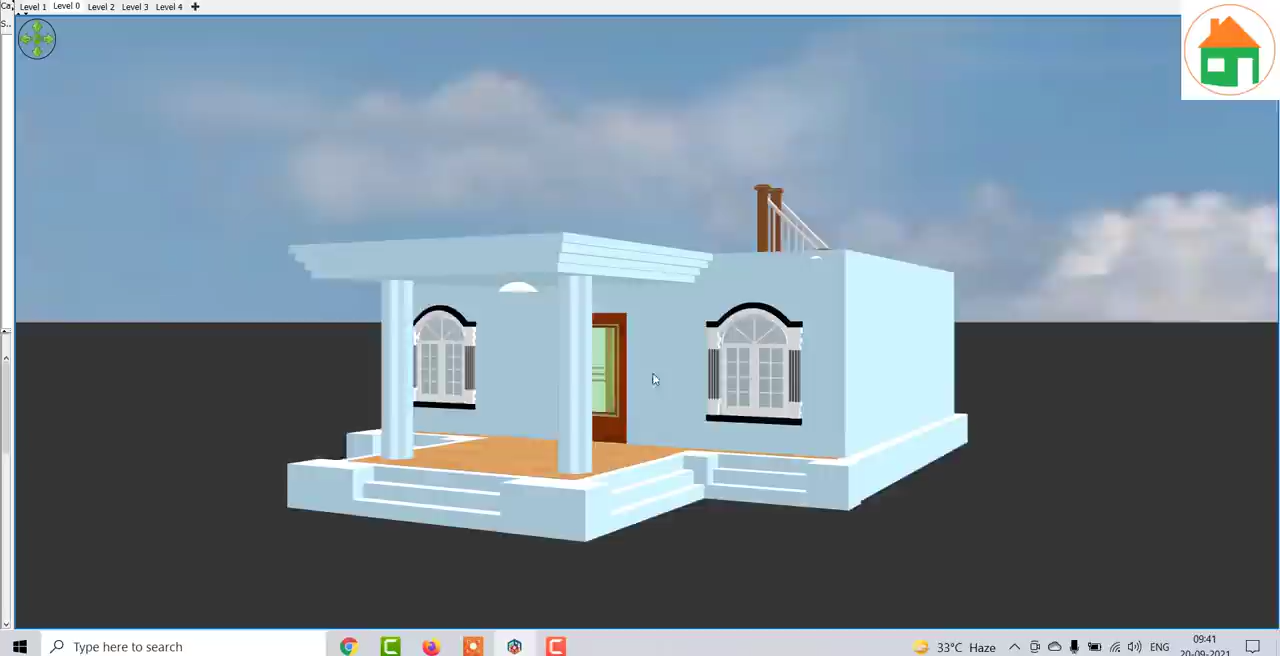 Ca.
Level 1 Level 0 Level 2 Level 3 Level 4
S..
Type here to search
33°C Haze
ENG
09:41
20-09-2021